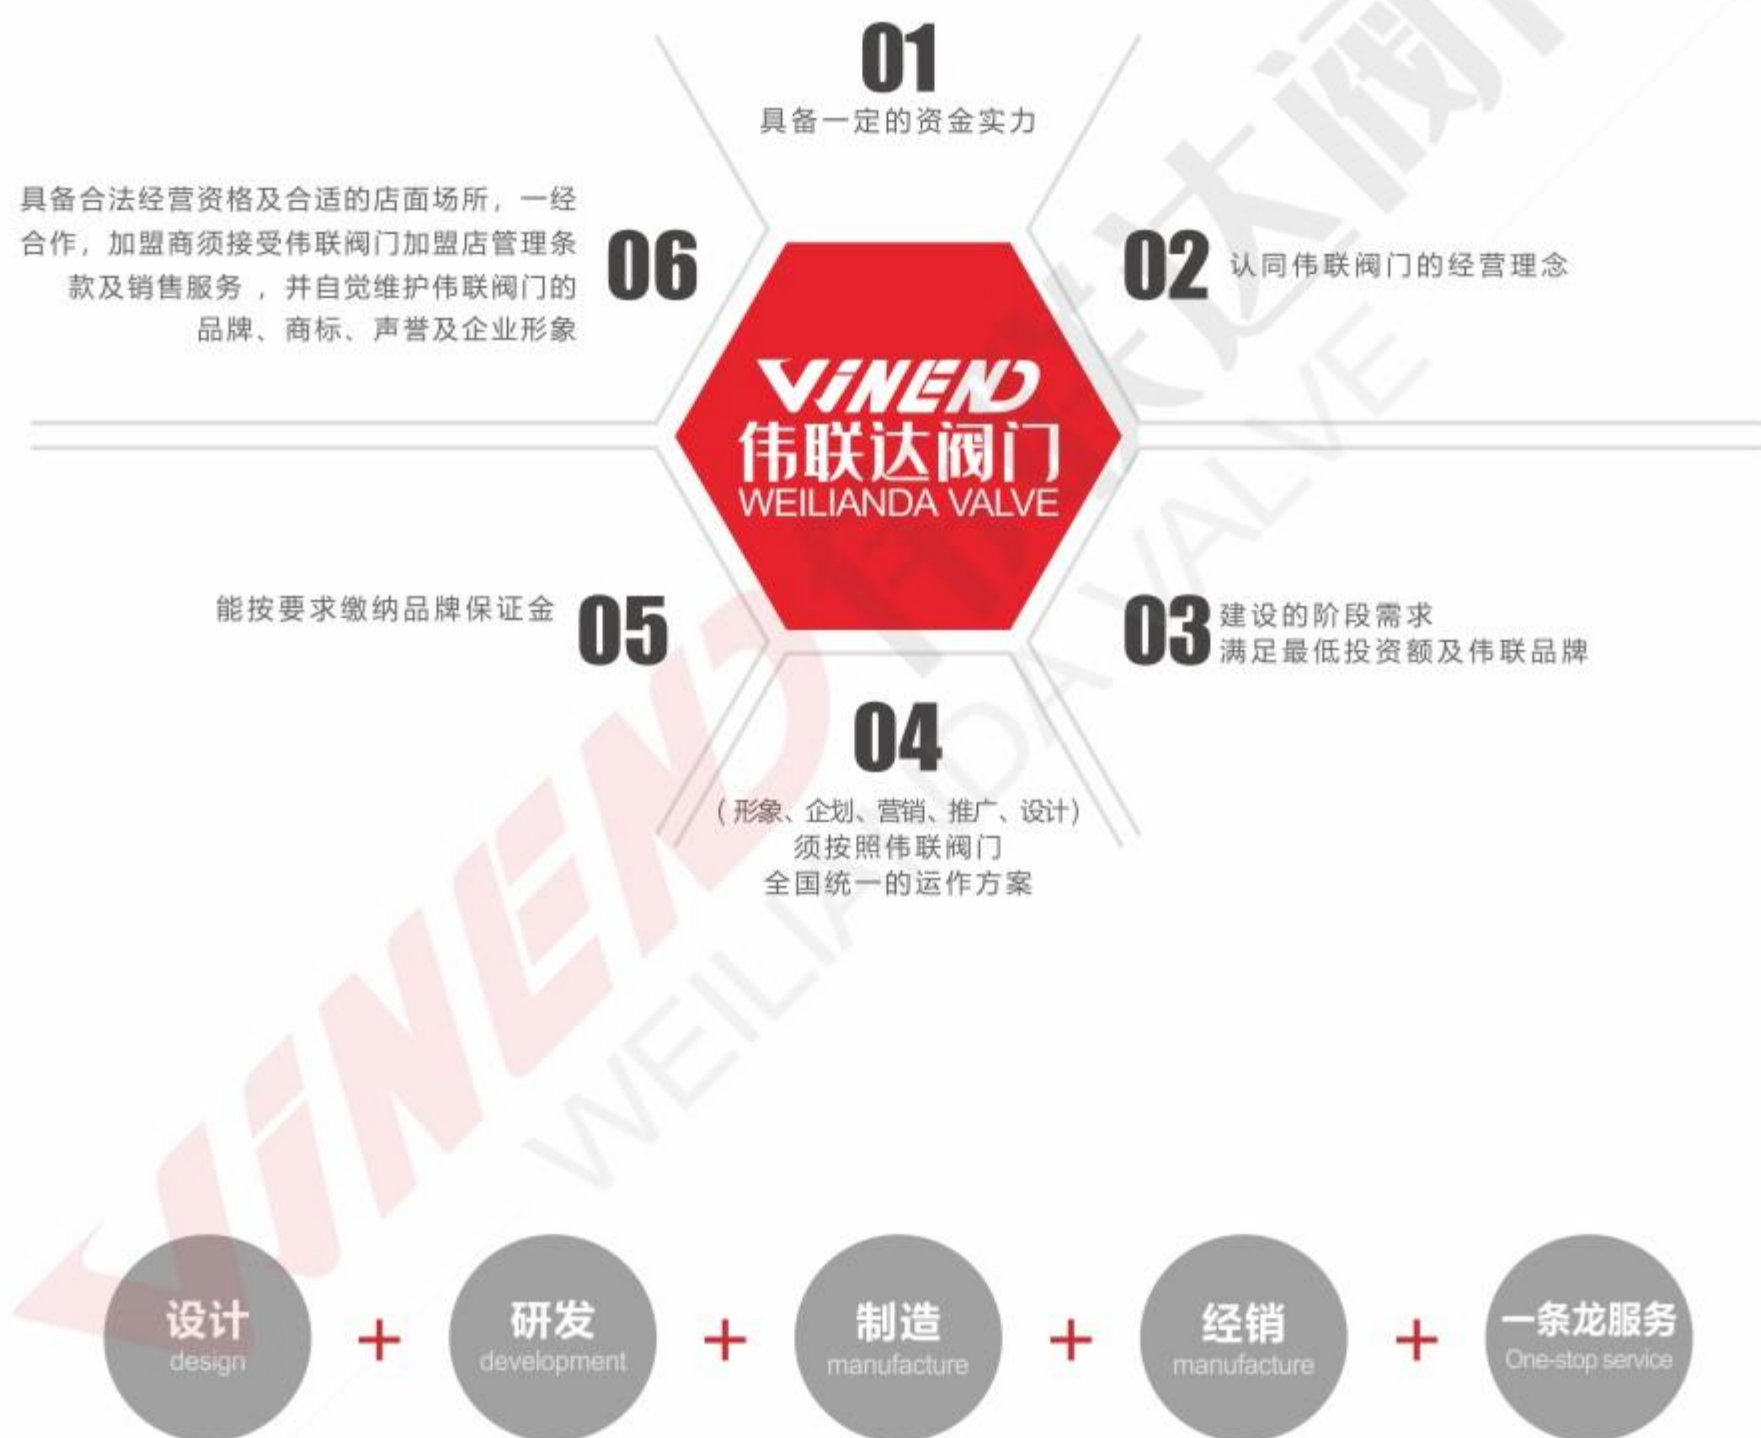 01
具备一定的资金实力
02
认同伟联阀门的经营理念
03
建设的阶段需求
满足最低投资额及伟联品牌
04
(形象、企划、营销、推广、设计)
须按照伟联阀门
全国统一的运作方案
05
能按要求缴纳品牌保证金
06
具备合法经营资格及合适的店面场所，一经
合作，加盟商须接受伟联阀门加盟店管理条
款及销售服务，并自觉维护伟联阀门的
品牌、商标、声誉及企业形象
ViNEND
伟联达阀门
WEILIANDA VALVE
ViNEND 伟联达阀门
WEILIANDA VALVE
设计
design
+
研发
development
+
制造
manufacture
+
经销
manufacture
+
一条龙服务
One-stop service